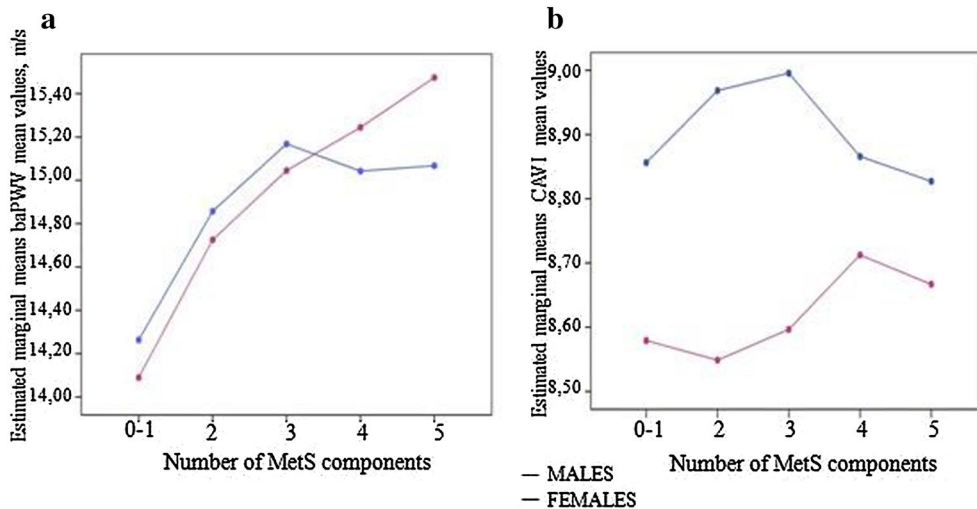 a
Estimated marginal means baPWV mean values, m/s
15,40
15,20
15,00
14,80
14,60
14,40
14,20
14,00
0-1 2 3 4 5
Number of MetS components
b
Estimated marginal means CAVI mean values
9,00
8,90
8,80
8,70
8,60
8,50
0-1 2 3 4 5
Number of MetS components
MALES
FEMALES